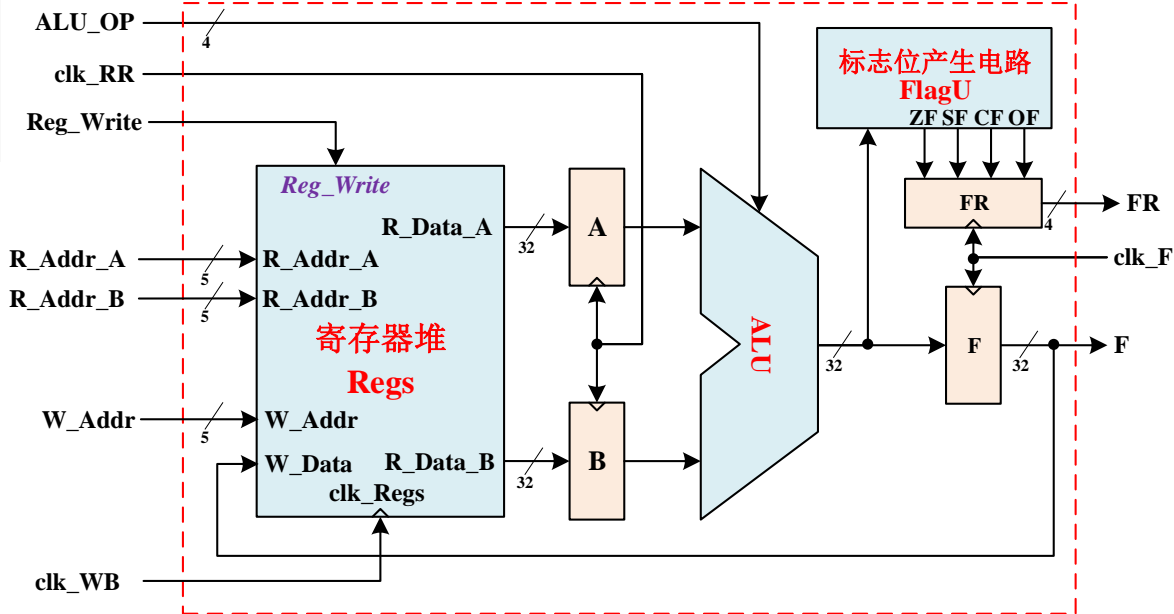 ALU_OP
4
clk_RR
Reg_Write
标志位产生电路
FlagU
ZF SF CF OF
Reg_Write
FR
4
FR
R_Data_A
32
A
R_Addr_A
5
R_Addr_A
clk_F
R_Addr_B
5
R_Addr_B
寄存器堆
Regs
ALU
32
F
32
F
W_Addr
5
W_Addr
W_Data
R_Data_B
32
B
clk_Regs
clk_WB